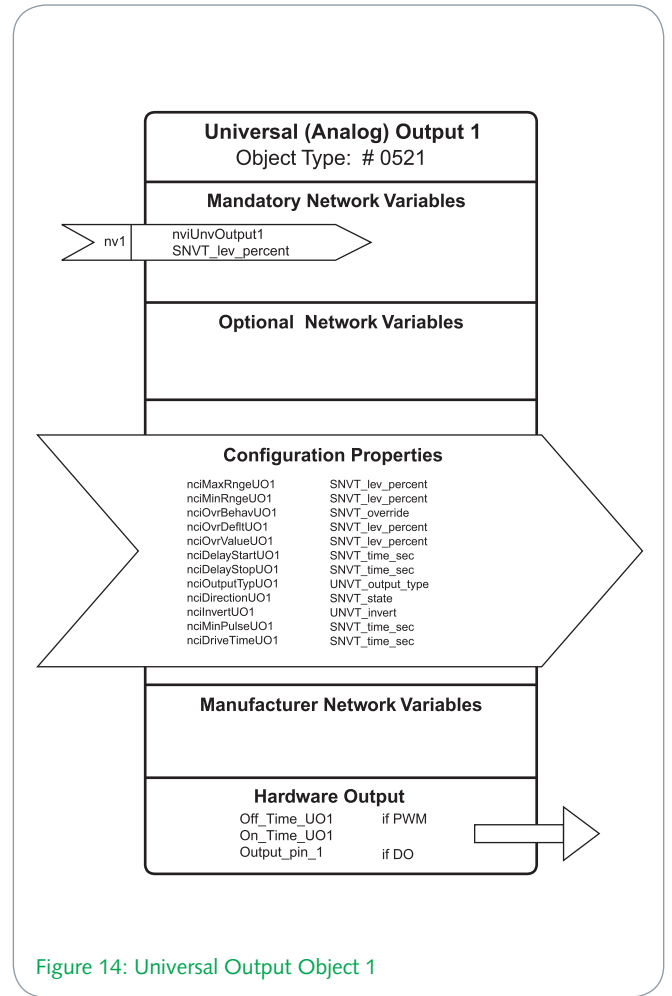 Universal (Analog) Output 1
Object Type: # 0521
Mandatory Network Variables
nv1
nviUnvOutput1
SNVT_lev_percent
Optional Network Variables
Configuration Properties
nciMaxRngeUO1 SNVT_lev_percent
nciMinRngeUO1 SNVT_lev_percent
nciOvrBehavUO1 SNVT_override
nciOvrDefltUO1 SNVT_lev_percent
nciOvrValueUO1 SNVT_lev_percent
nciDelayStartUO1 SNVT_time_sec
nciDelayStopUO1 SNVT_time_sec
nciOutputTypUO1 UNVT_output_type
nciDirectionUO1 SNVT_state
nciInvertUO1 UNVT_invert
nciMinPulseUO1 SNVT_time_sec
nciDriveTimeUO1 SNVT_time_sec
Manufacturer Network Variables
Hardware Output
Off_Time_UO1 if PWM
On_Time_UO1
Output_pin_1 if DO
Figure 14: Universal Output Object 1